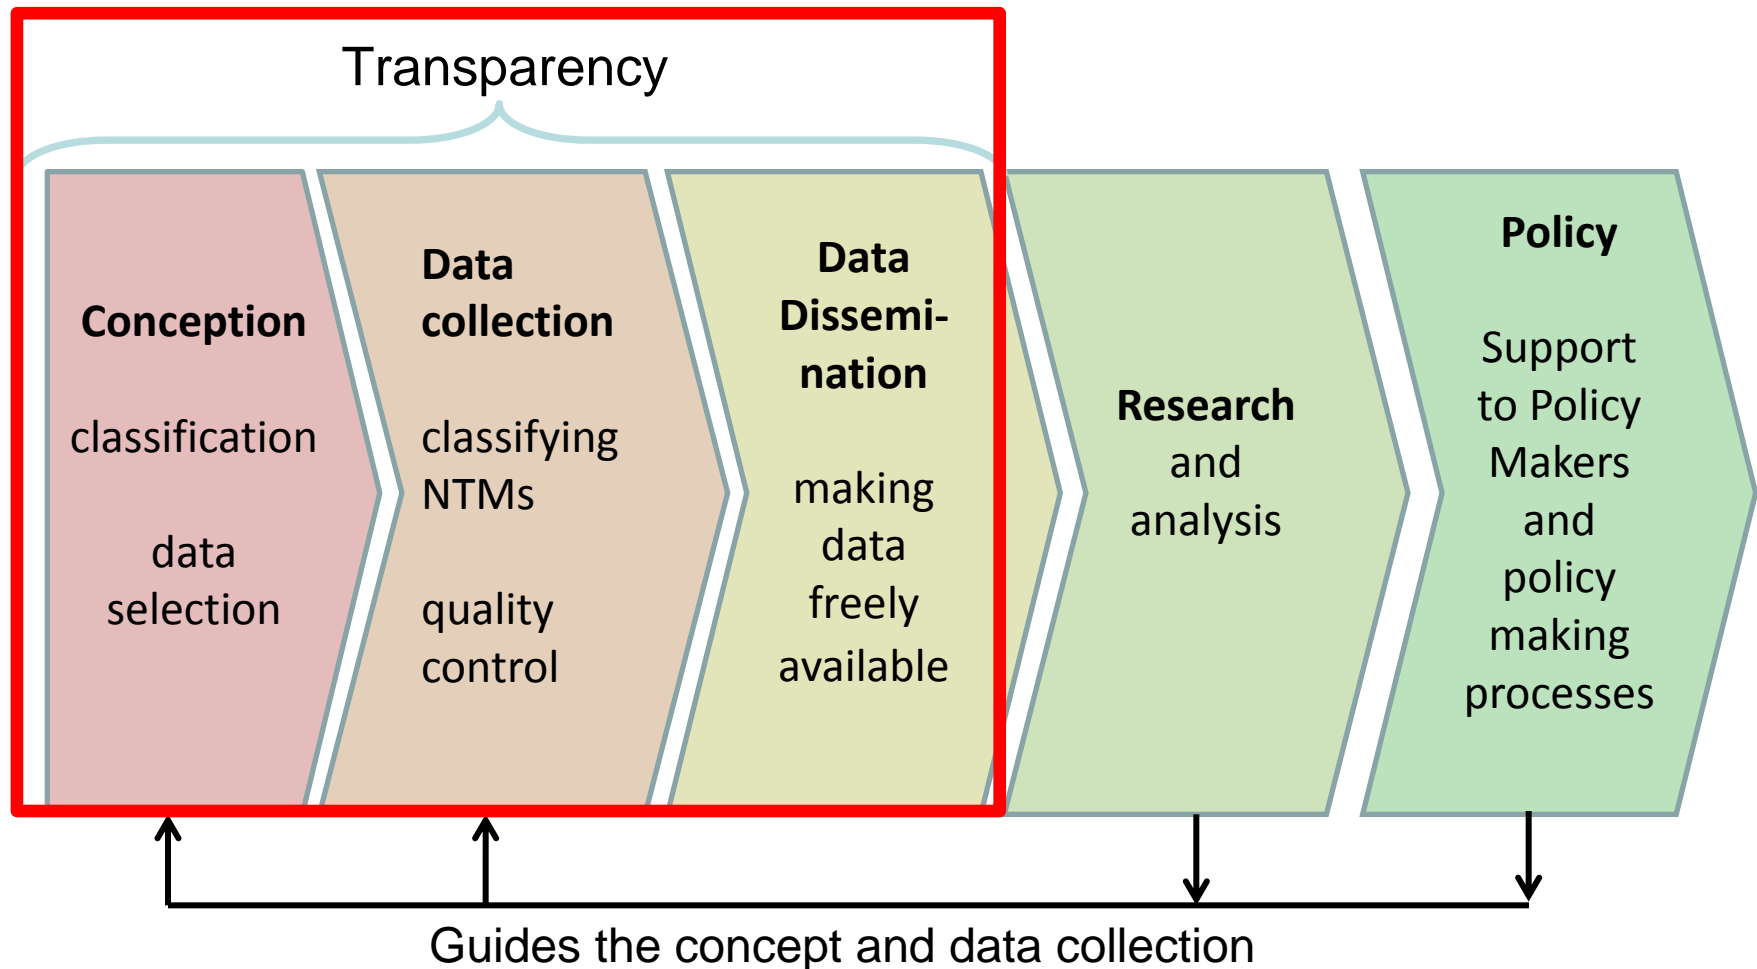 Transparency
Conception
classification
data
selection
Data
collection
classifying
NTMs
quality
control
Data
Dissemi-
nation
making
data
freely
available
Research
and
analysis
Policy
Support
to Policy
Makers
and
policy
making
processes
Guides the concept and data collection